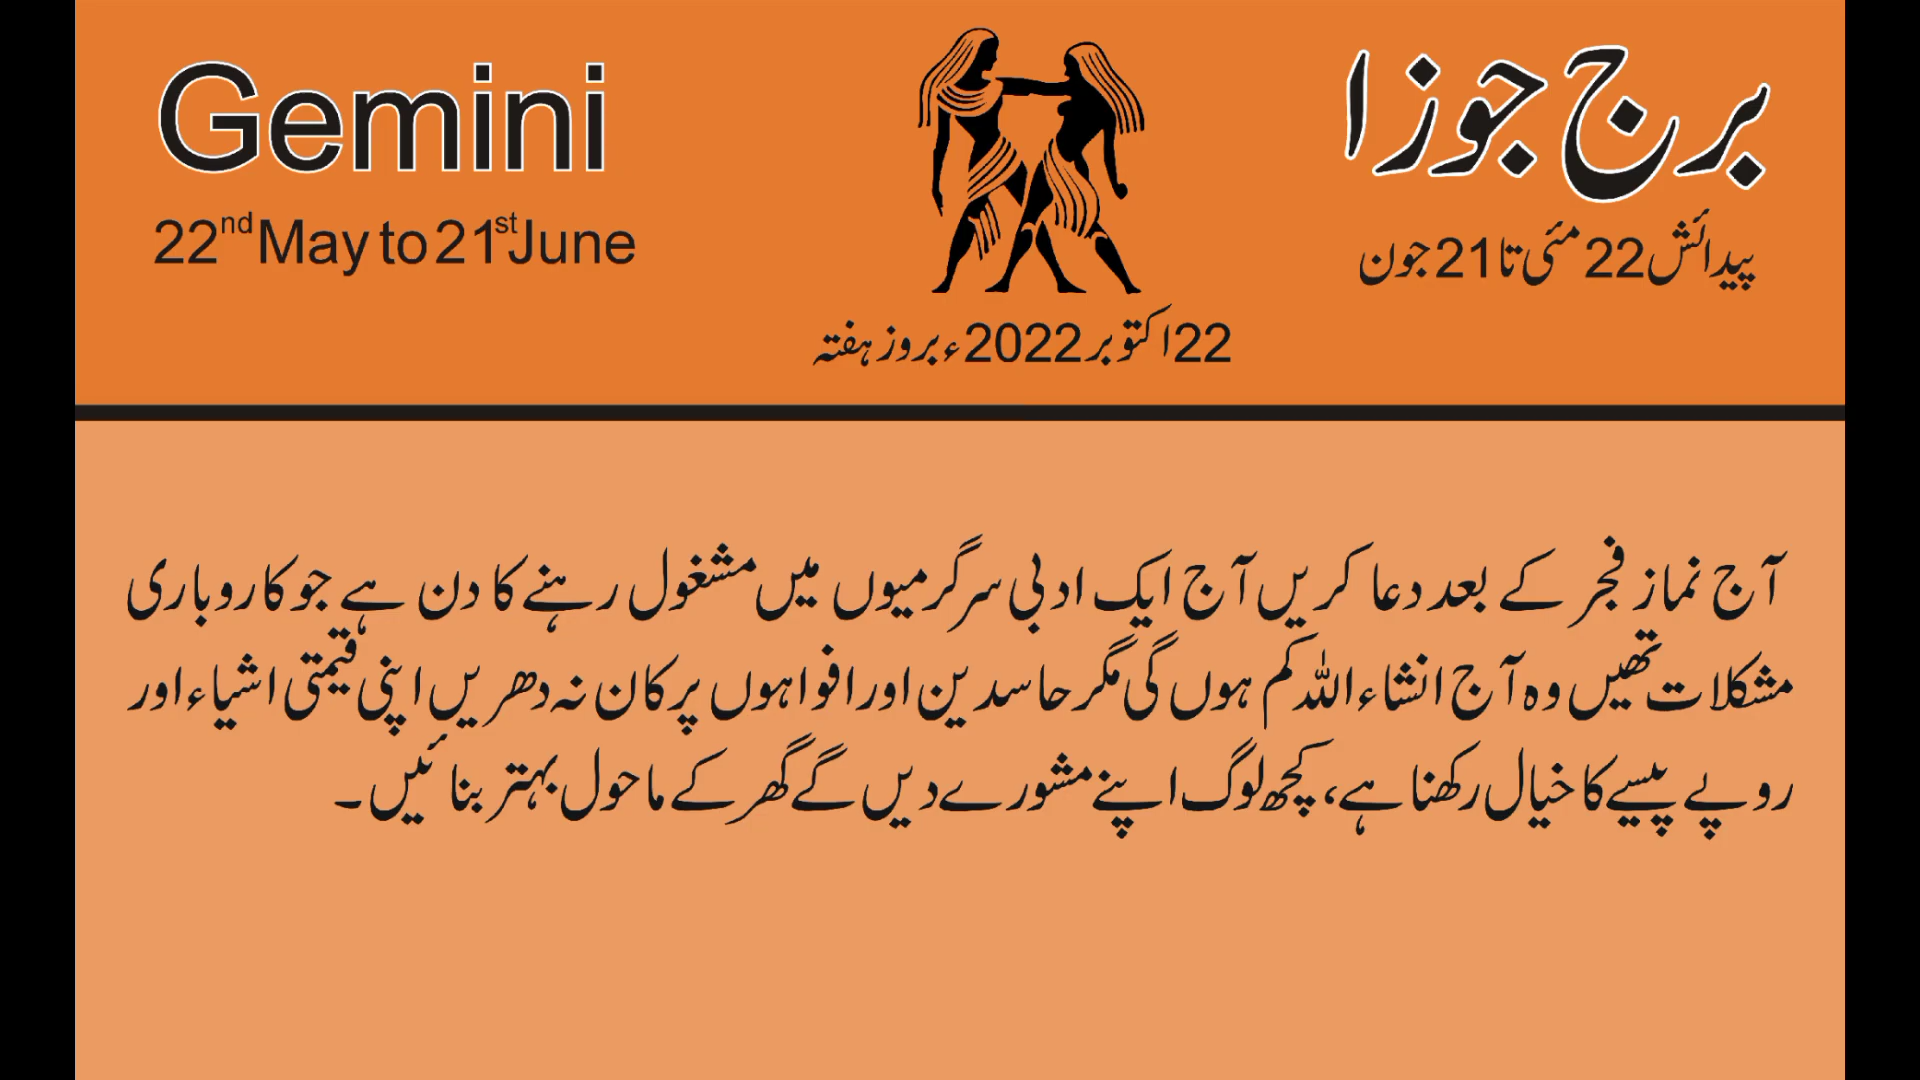 Gemini
برج جوزا
22nd May to 21st June
پیدائش 22 مئی تا 21 جون
22 اکتوبر 2022ء بروز ہفتہ
آج نماز فجر کے بعد دعا کریں آج ایک ادبی سرگرمیوں میں مشغول رہنے کا دن ہے جو کاروباری
مشکلات تھیں وہ آج انشاء اللہ کم ہوں گی مگر حاسدین اور افواہوں پر کان نہ دھریں اپنی قیمتی اشیاء اور
روپے پیسے کا خیال رکھنا ہے، کچھ لوگ اپنے مشورے دیں گے گھر کے ماحول بہتر بنائیں۔